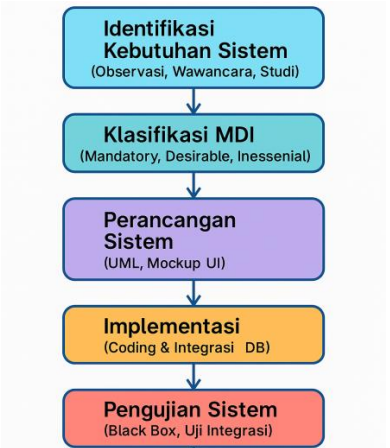 Identifikasi
Kebutuhan Sistem
(Observasi, Wawancara, Studi)
Klasifikasi MDI
(Mandatory, Desirable, Inessenial)
Perancangan
Sistem
(UML, Mockup UI)
Implementasi
(Coding & Integrasi DB)
Pengujian Sistem
(Black Box, Uji Integrasi)